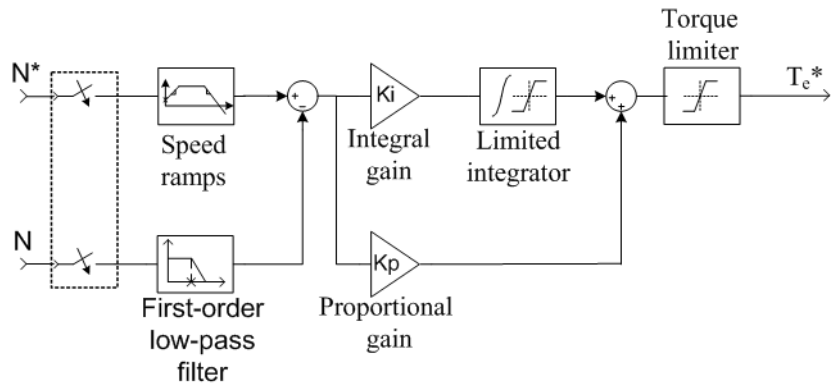 Torque
limiter
N*
Te*
Ki
+
−
+
+
Speed
ramps
Integral
gain
Limited
integrator
N
Kp
First-order
low-pass
filter
Proportional
gain